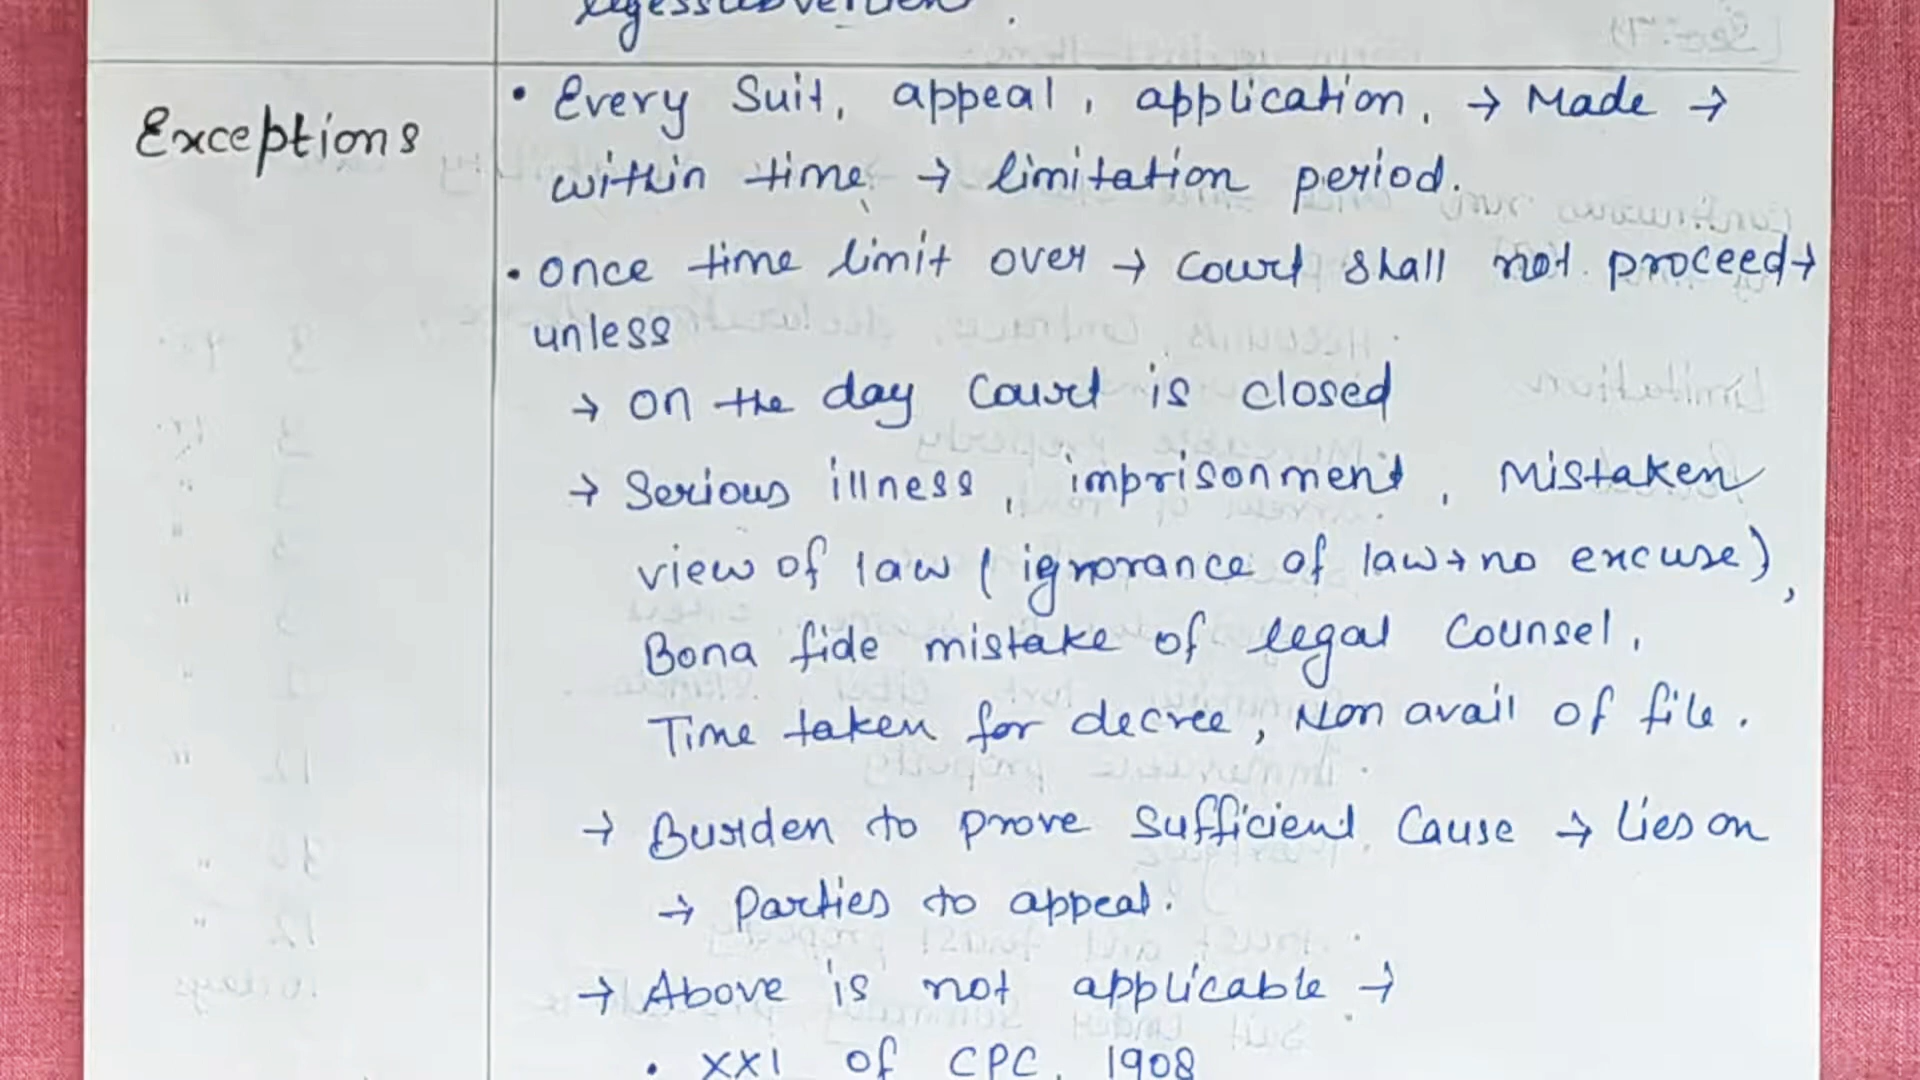 Exceptions
• Every Suit, appeal, application, → Made →
within time → limitation period.
• Once time limit over → Court shall not proceed →
unless
→ On the day Court is closed
→ Serious illness, imprisonment, Mistaken
view of law (ignorance of law → no excuse),
Bona fide mistake of legal Counsel,
Time taken for decree, Non avail of file.
→ Burden to prove Sufficient Cause → Lies on
→ Parties to appeal.
→ Above is not applicable →
• XXI of CPC, 1908